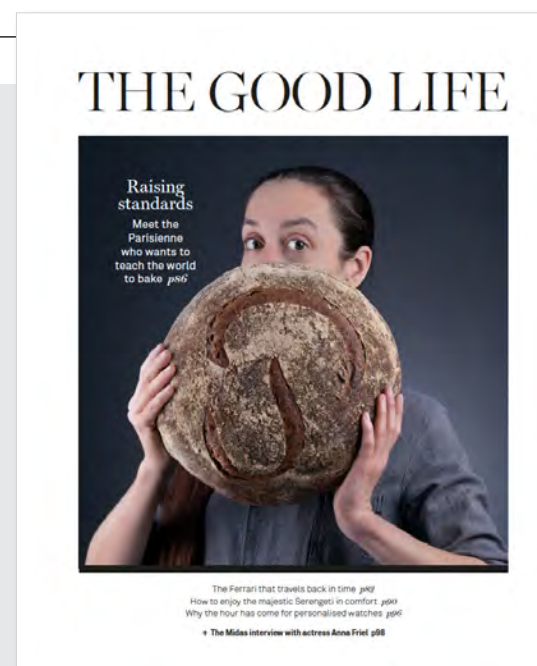 THE GOOD LIFE
Raising
standards
Meet the
Parisienne
who wants to
teach the world
to bake p86
The Ferrari that travels back in time p82
How to enjoy the majestic Serengeti in comfort p90
Why the hour has come for personalised watches p96
+ The Midas interview with actress Anna Friel p98